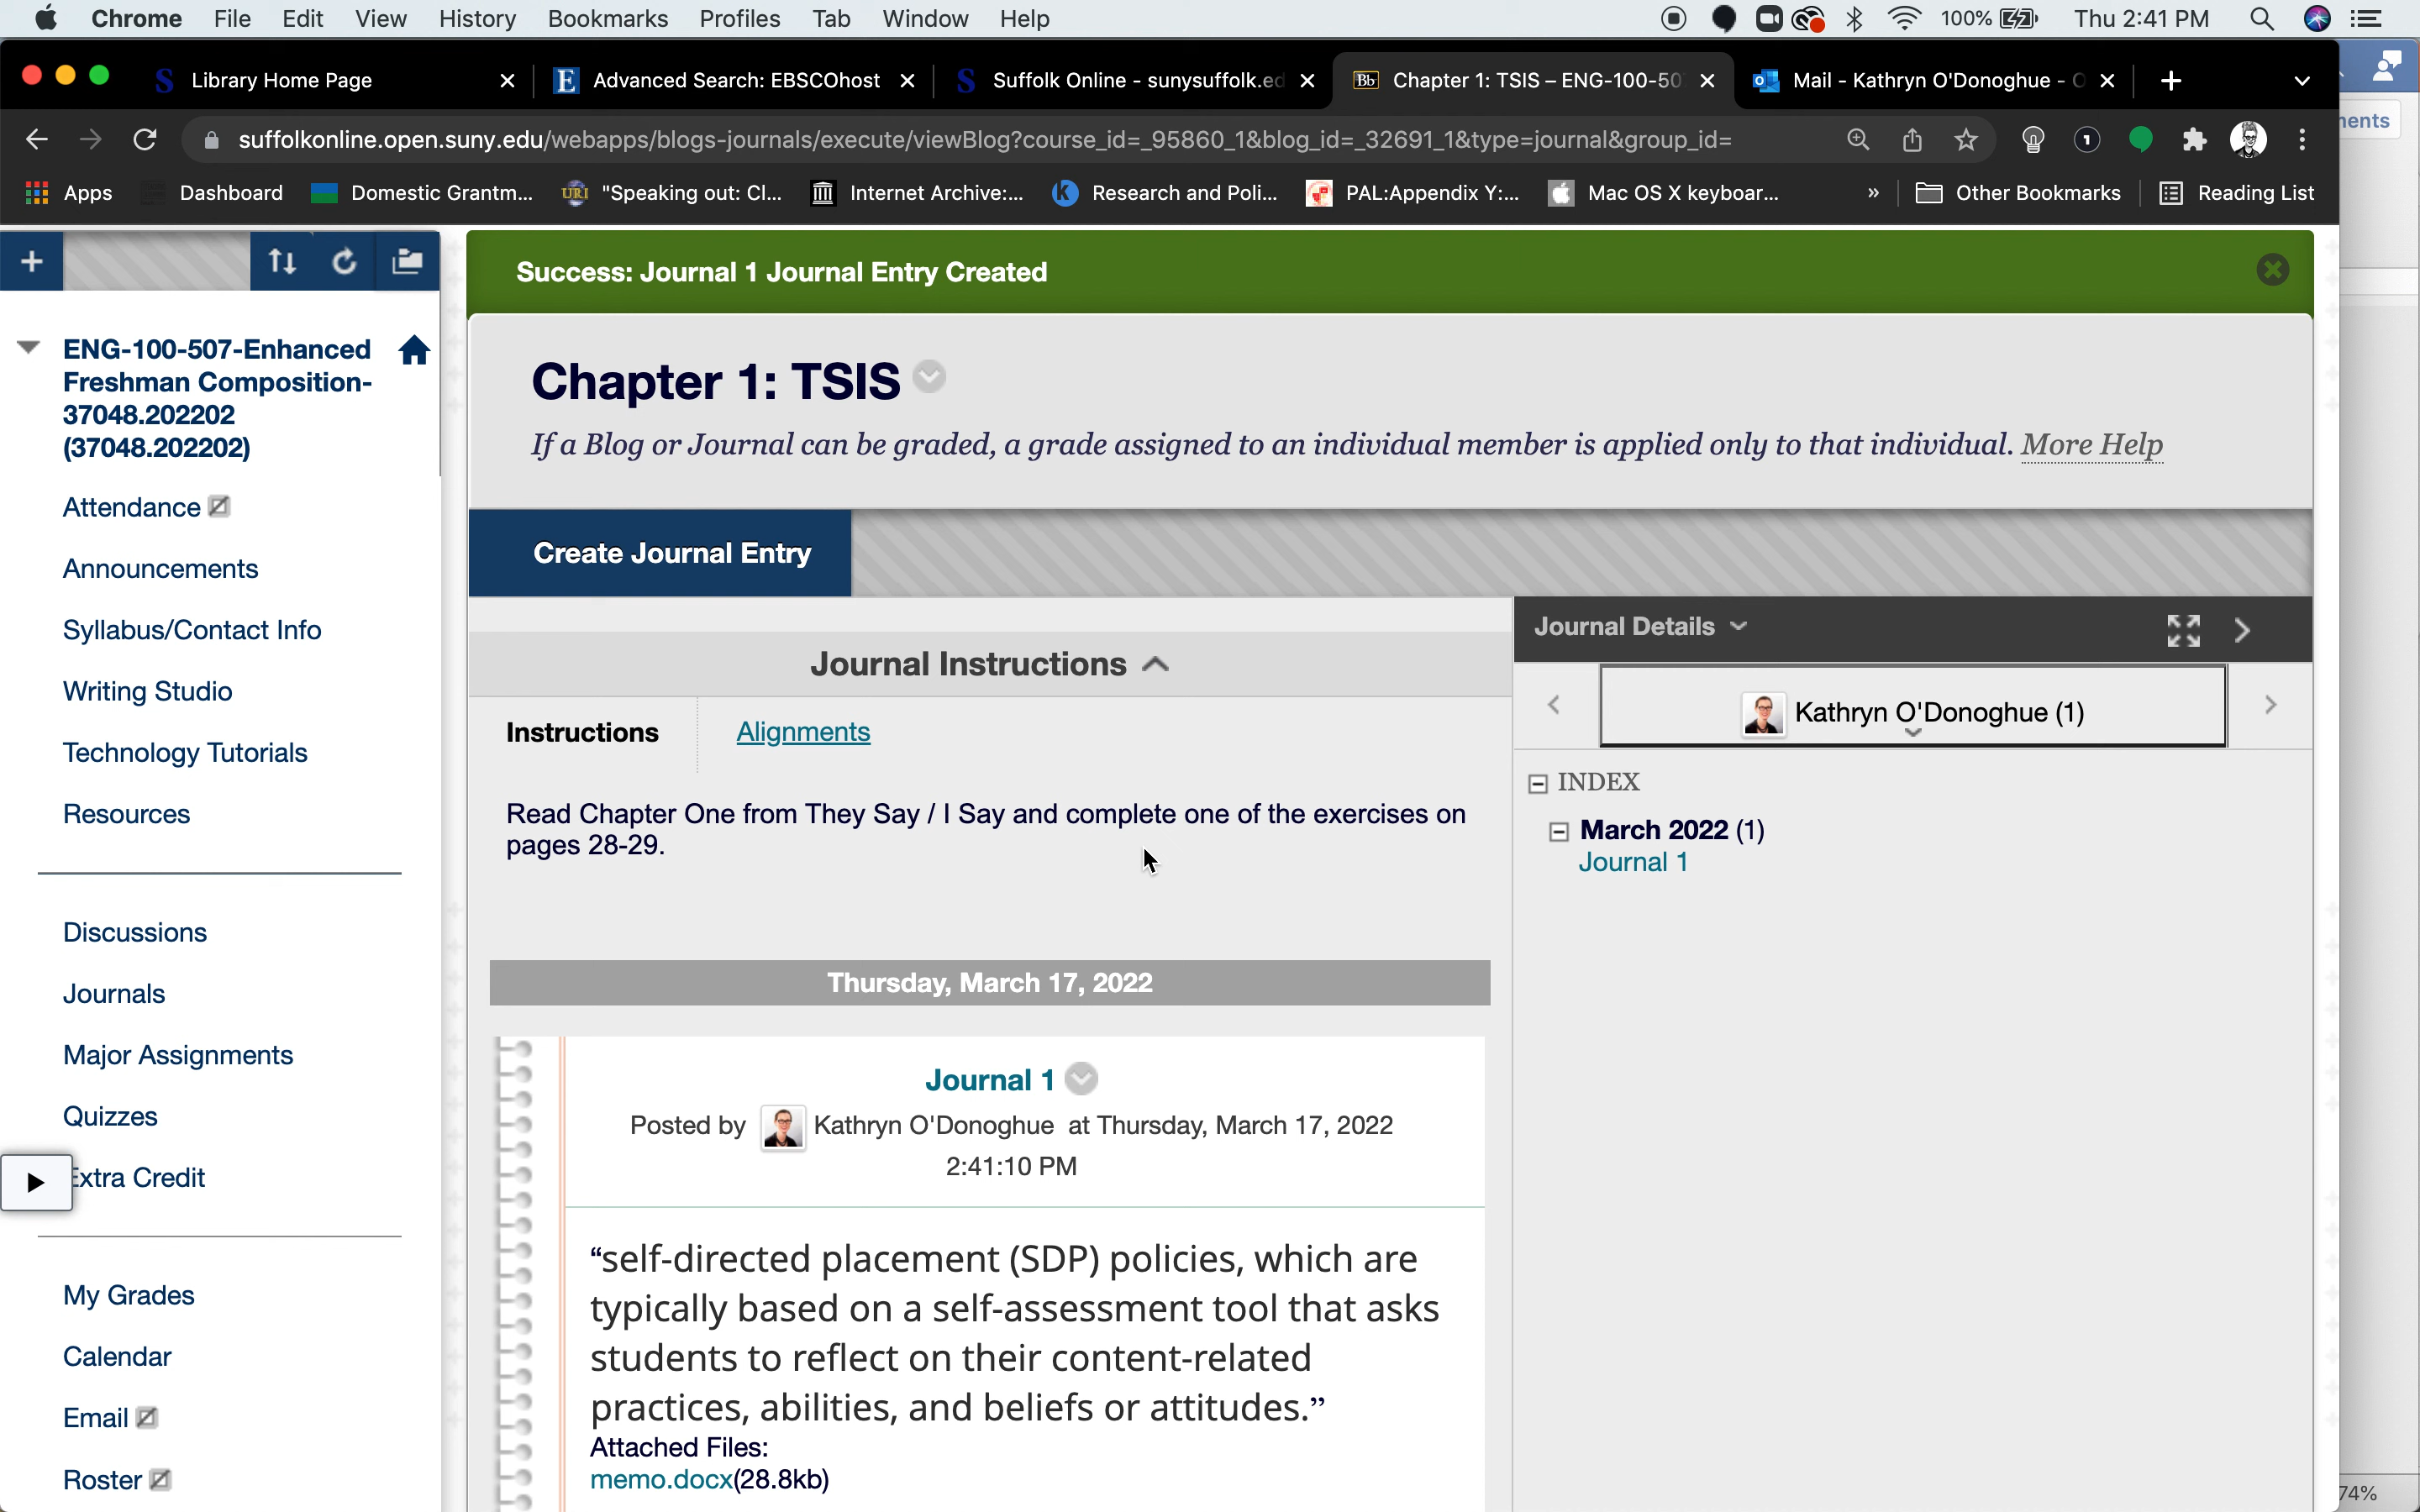 Chrome File Edit View History Bookmarks Profiles Tab Window Help 100% Thu 2:41 PM
Library Home Page Advanced Search: EBSCOhost Suffolk Online - sunysuffolk.ed Chapter 1: TSIS – ENG-100-50 Mail - Kathryn O'Donoghue - O
suffolkonline.open.suny.edu/webapps/blogs-journals/execute/viewBlog?course_id=_95860_1&blog_id=_32691_1&type=journal&group_id=
ents
Apps Dashboard Domestic Grantm... "Speaking out: Cl... Internet Archive:... Research and Poli... PAL:Appendix Y:... Mac OS X keyboar... » Other Bookmarks Reading List
Success: Journal 1 Journal Entry Created
ENG-100-507-Enhanced
Freshman Composition-
37048.202202
(37048.202202)
Attendance
Announcements
Syllabus/Contact Info
Writing Studio
Technology Tutorials
Resources
Discussions
Journals
Major Assignments
Quizzes
Extra Credit
My Grades
Calendar
Email
Roster
Chapter 1: TSIS
If a Blog or Journal can be graded, a grade assigned to an individual member is applied only to that individual. More Help
Create Journal Entry
Journal Instructions
Instructions Alignments
Read Chapter One from They Say / I Say and complete one of the exercises on
pages 28-29.
Thursday, March 17, 2022
Journal 1
Posted by Kathryn O'Donoghue at Thursday, March 17, 2022
2:41:10 PM
“self-directed placement (SDP) policies, which are
typically based on a self-assessment tool that asks
students to reflect on their content-related
practices, abilities, and beliefs or attitudes.”
Attached Files:
memo.docx(28.8kb)
Journal Details
Kathryn O'Donoghue (1)
INDEX
March 2022 (1)
Journal 1
74%